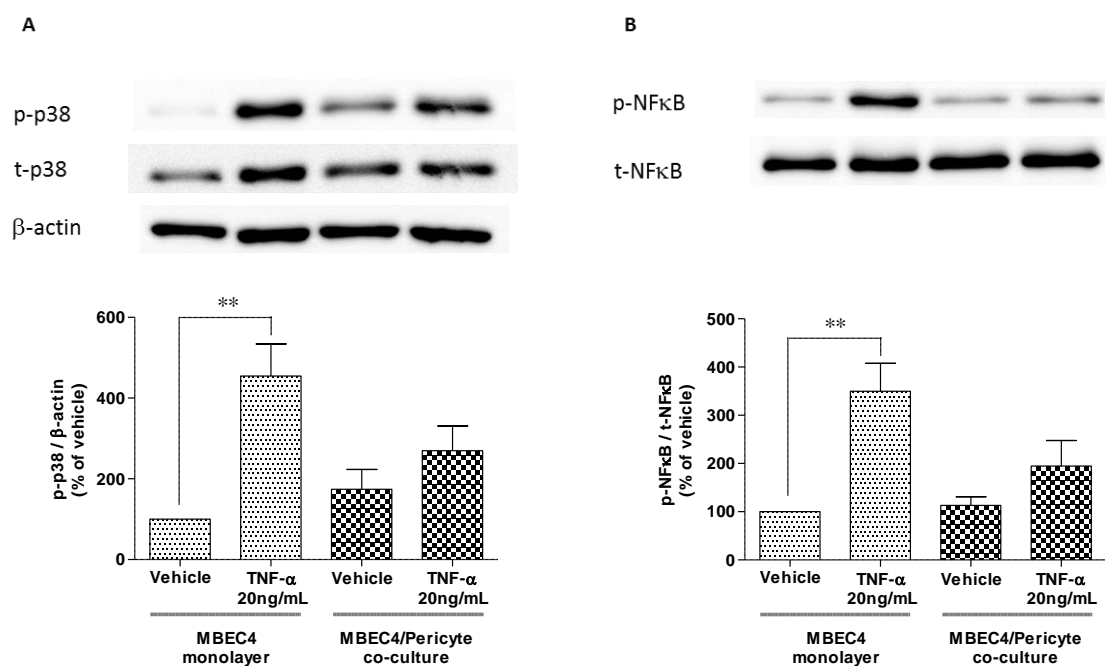 A
p-p38
t-p38
β-actin
**
600
400
200
0
p-p38 / β-actin
(% of vehicle)
Vehicle
TNF-α
20ng/mL
Vehicle
TNF-α
20ng/mL
MBEC4
monolayer
MBEC4/Pericyte
co-culture
B
p-NFκB
t-NFκB
**
500
400
300
200
100
0
p-NFκB / t-NFκB
(% of vehicle)
Vehicle
TNF-α
20ng/mL
Vehicle
TNF-α
20ng/mL
MBEC4
monolayer
MBEC4/Pericyte
co-culture